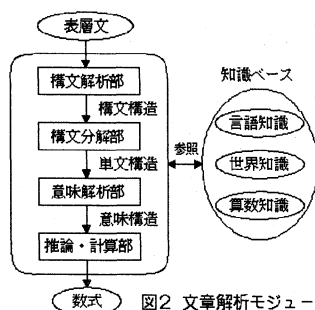 表層文
構文解析部
構文構造
構文分解部
単文構造
意味解析部
意味構造
推論・計算部
数式
参照
知識ベース
言語知識
世界知識
算数知識
図2 文章解析モジュー